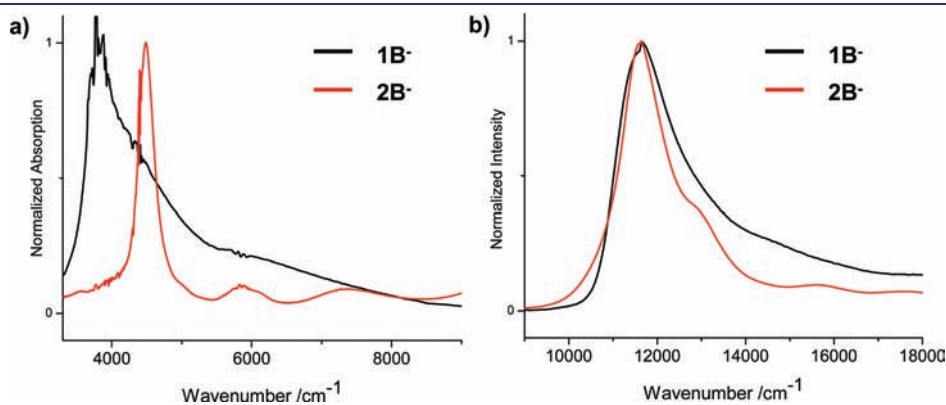 a)
1B-
2B-
1
0
Normalized Absorption
4000 6000 8000
Wavenumber /cm-1
b)
1B-
2B-
1
0
Normalized Intensity
10000 12000 14000 16000 18000
Wavenumber /cm-1